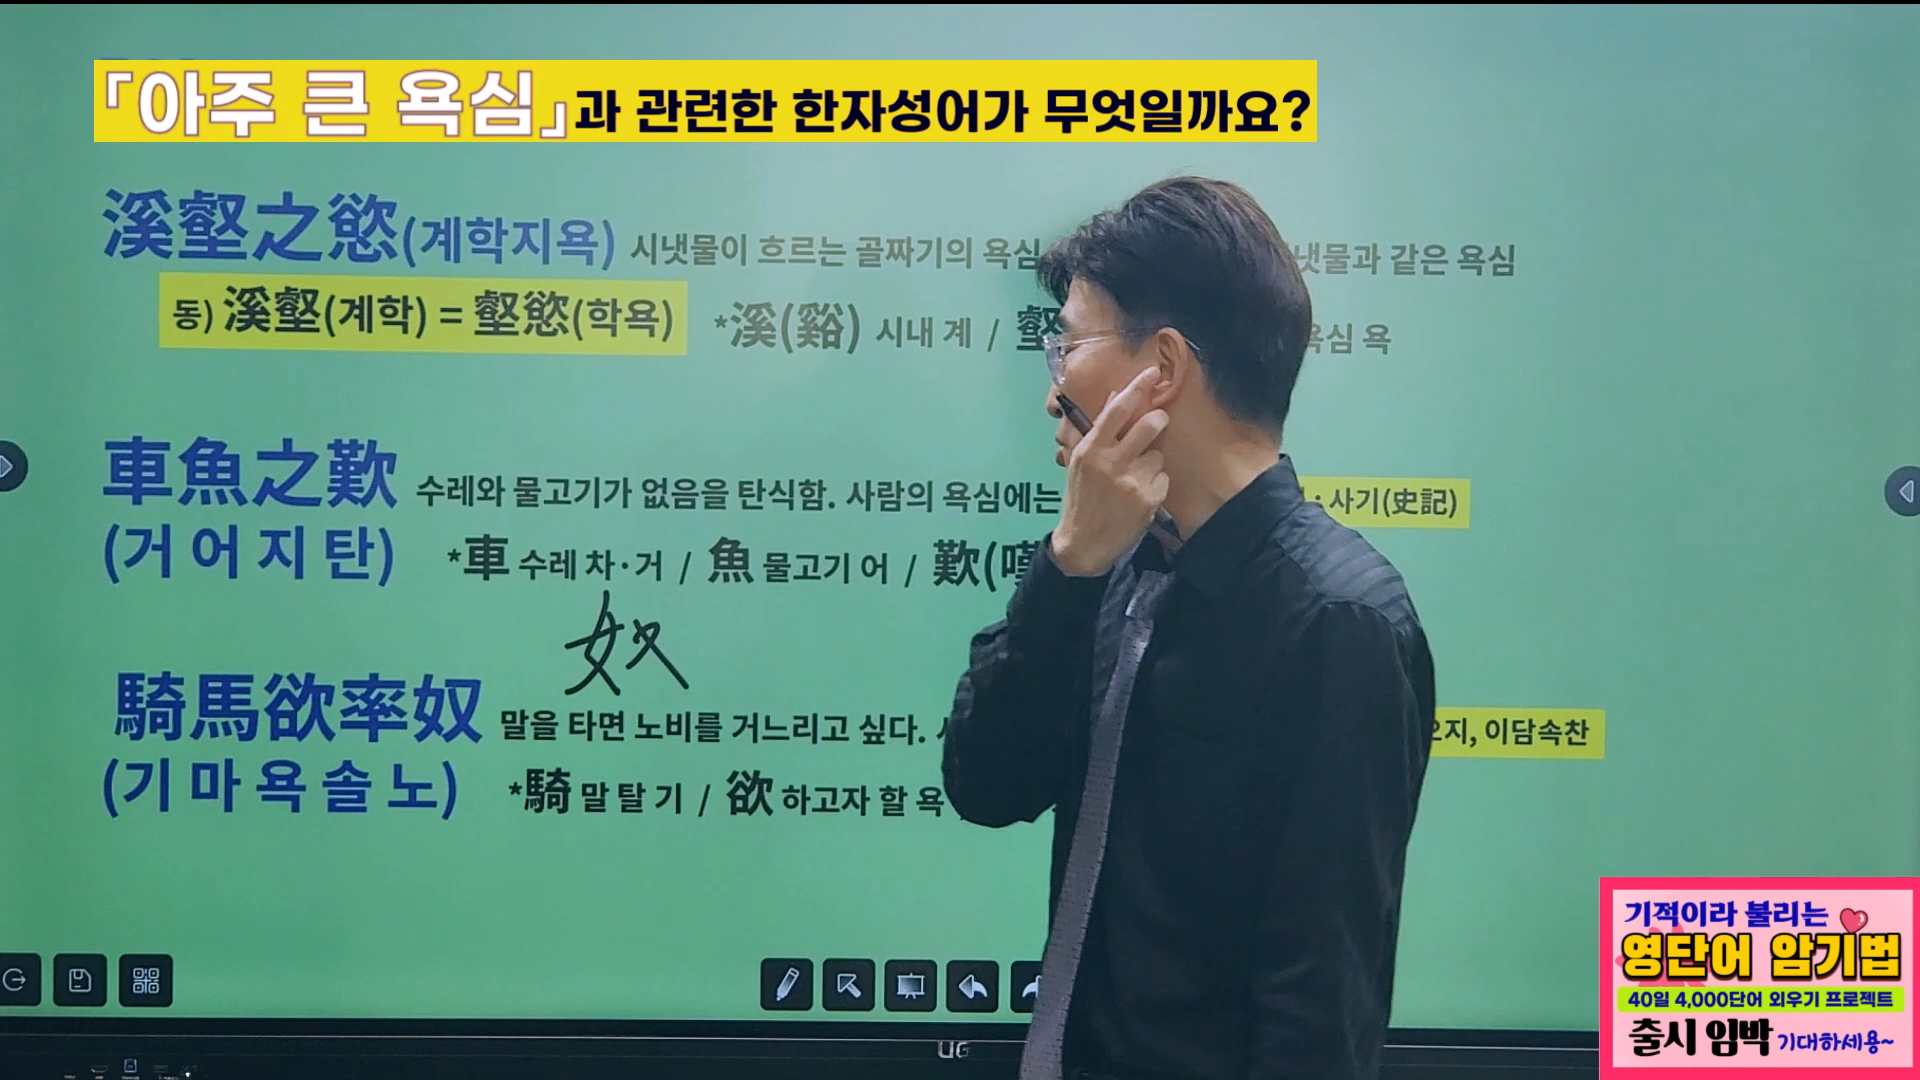 「아주 큰 욕심」과 관련한 한자성어가 무엇일까요?
溪壑之慾(계학지욕) 시냇물이 흐르는 골짜기의 욕심 냇물과 같은 욕심
동) 溪壑(계학) = 壑慾(학욕) *溪(谿) 시내 계 / 壑 욕심 욕
車魚之歎 수레와 물고기가 없음을 탄식함. 사람의 욕심에는 · 사기(史記)
(거어지탄) *車 수레 차·거 / 魚 물고기 어 / 歎(嘆
奴
騎馬欲率奴 말을 타면 노비를 거느리고 싶다. 오지, 이담속찬
(기마욕솔노) *騎 말 탈 기 / 欲 하고자 할 욕
UG
기적이라 불리는
영단어 암기법
40일 4,000단어 외우기 프로젝트
출시 임박 기대하세용~